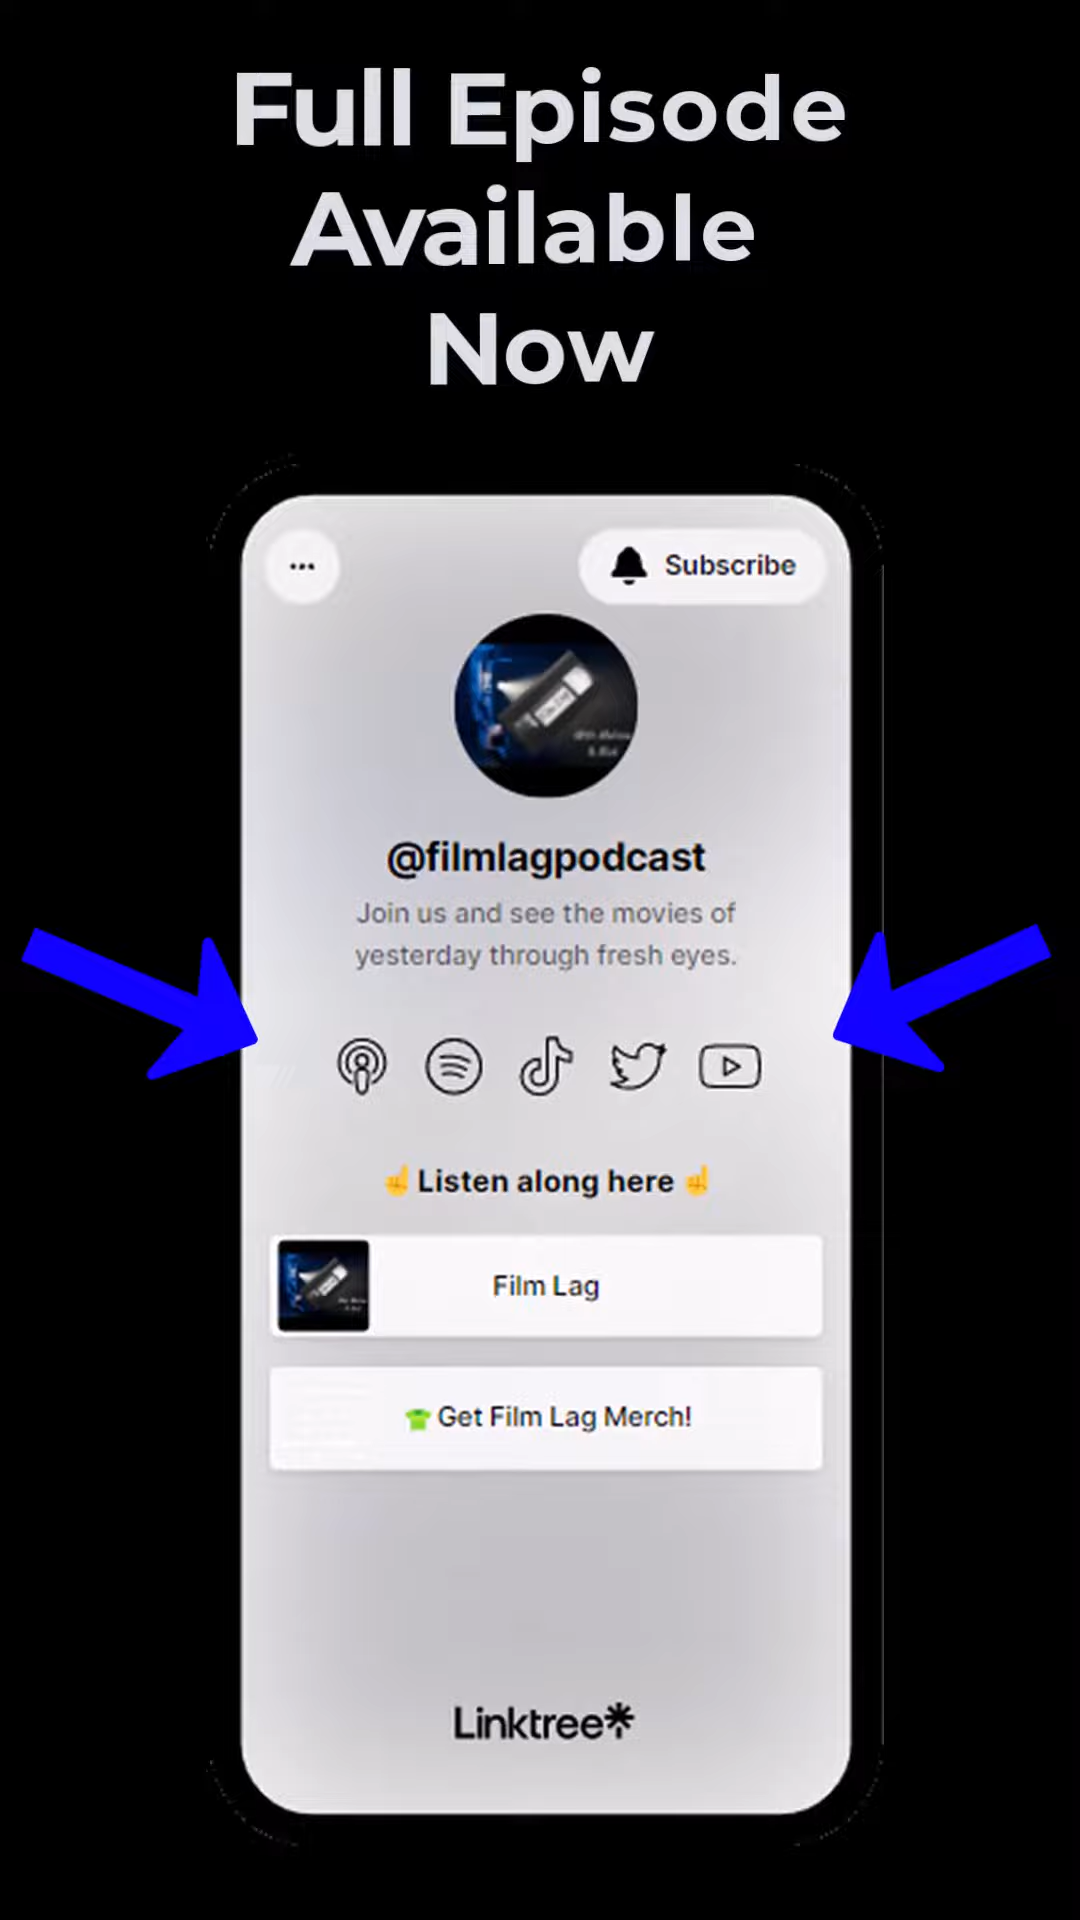 Full Episode
Available
Now
Subscribe
@filmlagpodcast
Join us and see the movies of
yesterday through fresh eyes.
☝Listen along here☝
Film Lag
👕Get Film Lag Merch!
Linktree*